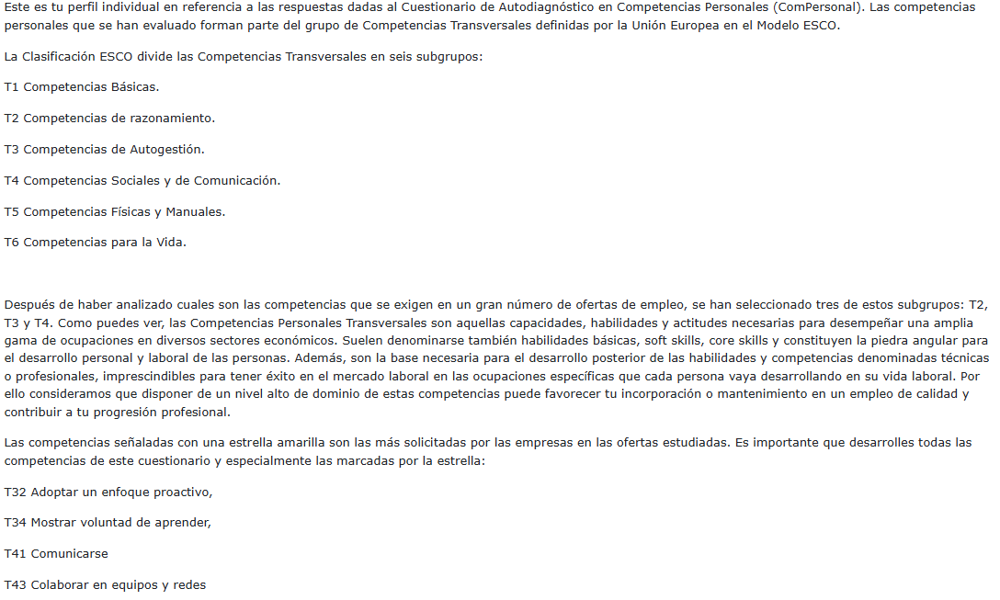 Este es tu perfil individual en referencia a las respuestas dadas al Cuestionario de Autodiagnóstico en Competencias Personales (ComPersonal). Las competencias
personales que se han evaluado forman parte del grupo de Competencias Transversales definidas por la Unión Europea en el Modelo ESCO.
La Clasificación ESCO divide las Competencias Transversales en seis subgrupos:
T1 Competencias Básicas.
T2 Competencias de razonamiento.
T3 Competencias de Autogestión.
T4 Competencias Sociales y de Comunicación.
T5 Competencias Físicas y Manuales.
T6 Competencias para la Vida.
Después de haber analizado cuales son las competencias que se exigen en un gran número de ofertas de empleo, se han seleccionado tres de estos subgrupos: T2,
T3 y T4. Como puedes ver, las Competencias Personales Transversales son aquellas capacidades, habilidades y actitudes necesarias para desempeñar una amplia
gama de ocupaciones en diversos sectores económicos. Suelen denominarse también habilidades básicas, soft skills, core skills y constituyen la piedra angular para
el desarrollo personal y laboral de las personas. Además, son la base necesaria para el desarrollo posterior de las habilidades y competencias denominadas técnicas
o profesionales, imprescindibles para tener éxito en el mercado laboral en las ocupaciones específicas que cada persona vaya desarrollando en su vida laboral. Por
ello consideramos que disponer de un nivel alto de dominio de estas competencias puede favorecer tu incorporación o mantenimiento en un empleo de calidad y
contribuir a tu progresión profesional.
Las competencias señaladas con una estrella amarilla son las más solicitadas por las empresas en las ofertas estudiadas. Es importante que desarrolles todas las
competencias de este cuestionario y especialmente las marcadas por la estrella:
T32 Adoptar un enfoque proactivo,
T34 Mostrar voluntad de aprender,
T41 Comunicarse
T43 Colaborar en equipos y redes